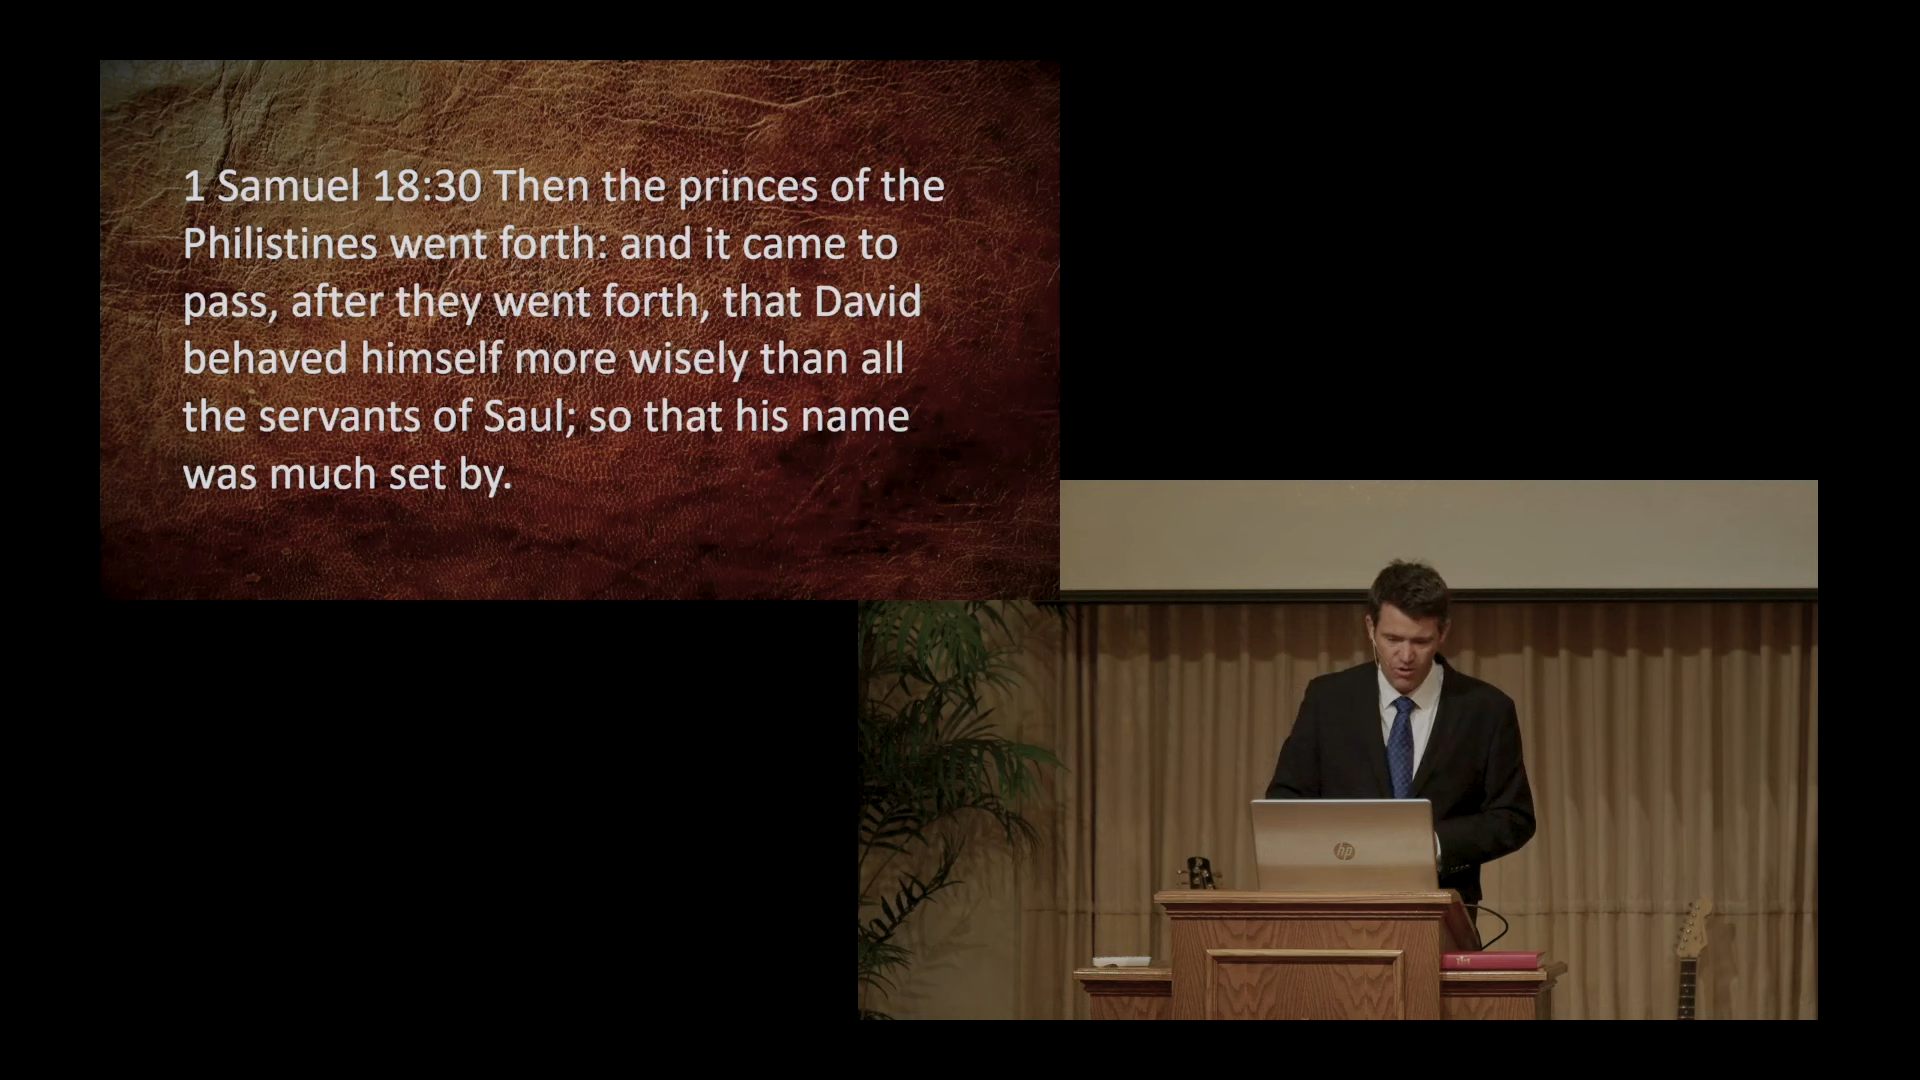 1 Samuel 18:30 Then the princes of the
Philistines went forth: and it came to
pass, after they went forth, that David
behaved himself more wisely than all
the servants of Saul; so that his name
was much set by.
hp